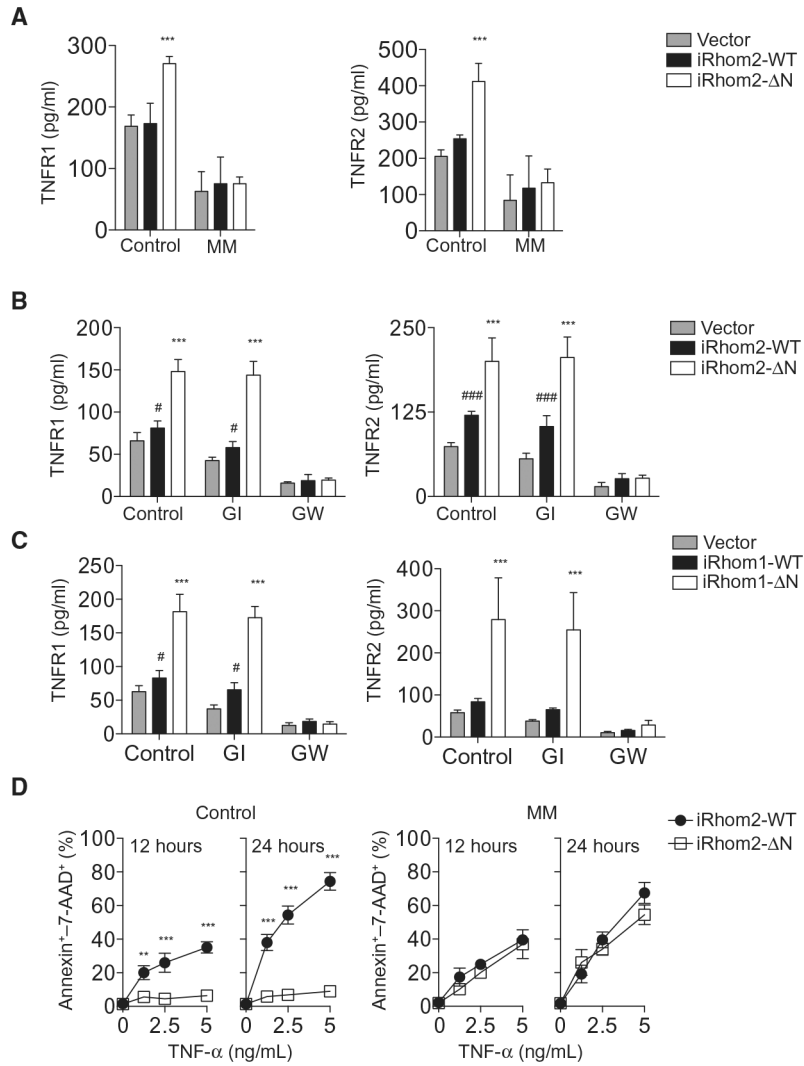 A
TNFR1 (pg/ml)
300
200
100
0
***
Control
MM
TNFR2 (pg/ml)
500
400
300
200
100
0
***
Control
MM
Vector
iRhom2-WT
iRhom2-ΔN
B
TNFR1 (pg/ml)
200
150
100
50
0
#
***
#
***
Control
GI
GW
TNFR2 (pg/ml)
250
125
0
###
***
###
***
Control
GI
GW
Vector
iRhom2-WT
iRhom2-ΔN
C
TNFR1 (pg/ml)
250
200
150
100
50
0
#
***
#
***
Control
GI
GW
TNFR2 (pg/ml)
400
300
200
100
0
***
***
Control
GI
GW
Vector
iRhom1-WT
iRhom1-ΔN
D
Control
Annexin⁺–7-AAD⁺ (%)
100
80
60
40
20
0
12 hours
**
***
***
0
2.5
5
24 hours
***
***
***
0
2.5
5
TNF-α (ng/mL)
MM
Annexin⁺–7-AAD⁺ (%)
100
80
60
40
20
0
12 hours
0
2.5
5
24 hours
0
2.5
5
TNF-α (ng/mL)
iRhom2-WT
iRhom2-ΔN